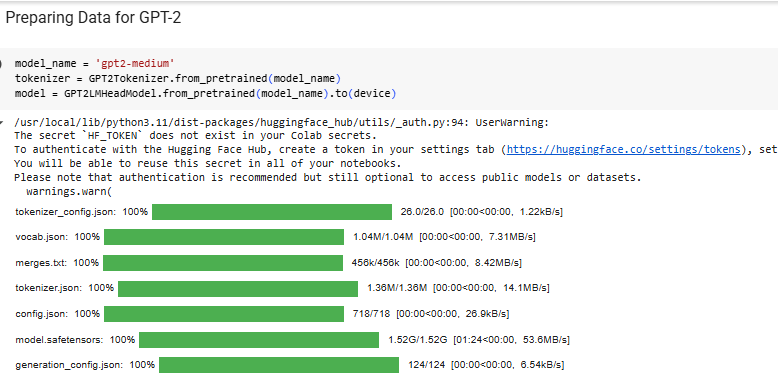 Preparing Data for GPT-2
model_name = 'gpt2-medium'
tokenizer = GPT2Tokenizer.from_pretrained(model_name)
model = GPT2LMHeadModel.from_pretrained(model_name).to(device)
/usr/local/lib/python3.11/dist-packages/huggingface_hub/utils/_auth.py:94: UserWarning:
The secret `HF_TOKEN` does not exist in your Colab secrets.
To authenticate with the Hugging Face Hub, create a token in your settings tab (https://huggingface.co/settings/tokens), set
You will be able to reuse this secret in all of your notebooks.
Please note that authentication is recommended but still optional to access public models or datasets.
warnings.warn(
tokenizer_config.json: 100% 26.0/26.0 [00:00<00:00, 1.22kB/s]
vocab.json: 100% 1.04M/1.04M [00:00<00:00, 7.31MB/s]
merges.txt: 100% 456k/456k [00:00<00:00, 8.42MB/s]
tokenizer.json: 100% 1.36M/1.36M [00:00<00:00, 14.1MB/s]
config.json: 100% 718/718 [00:00<00:00, 26.9kB/s]
model.safetensors: 100% 1.52G/1.52G [01:24<00:00, 53.6MB/s]
generation_config.json: 100% 124/124 [00:00<00:00, 6.54kB/s]